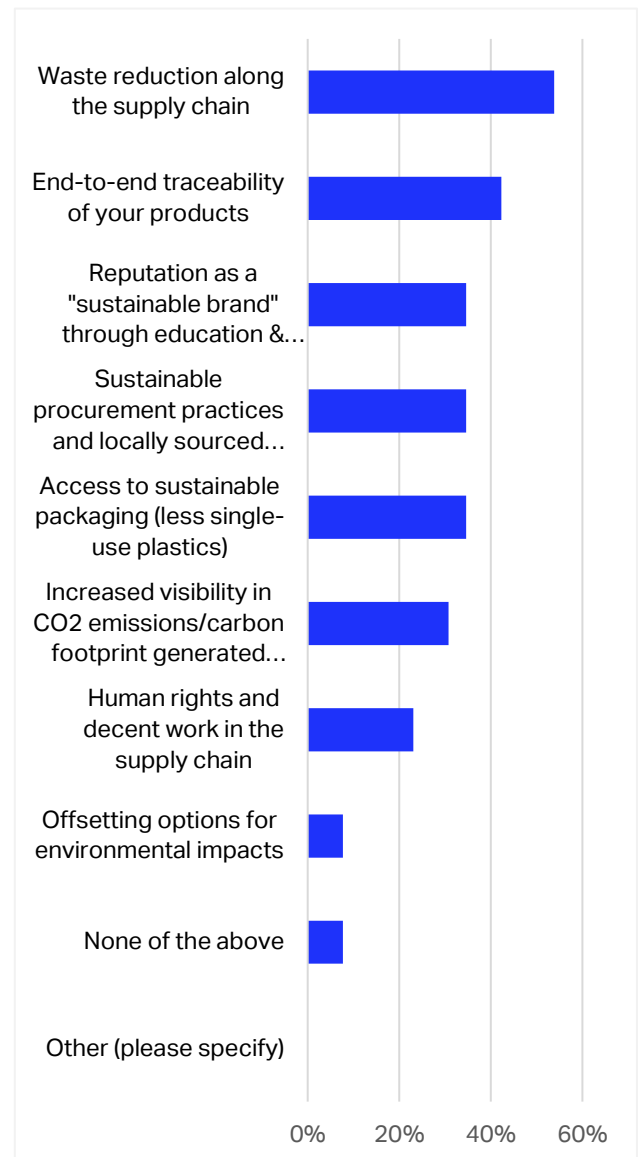 Waste reduction along
the supply chain
End-to-end traceability
of your products
Reputation as a
"sustainable brand"
through education &...
Sustainable
procurement practices
and locally sourced...
Access to sustainable
packaging (less single-
use plastics)
Increased visibility in
CO2 emissions/carbon
footprint generated...
Human rights and
decent work in the
supply chain
Offsetting options for
environmental impacts
None of the above
Other (please specify)
0% 20% 40% 60%